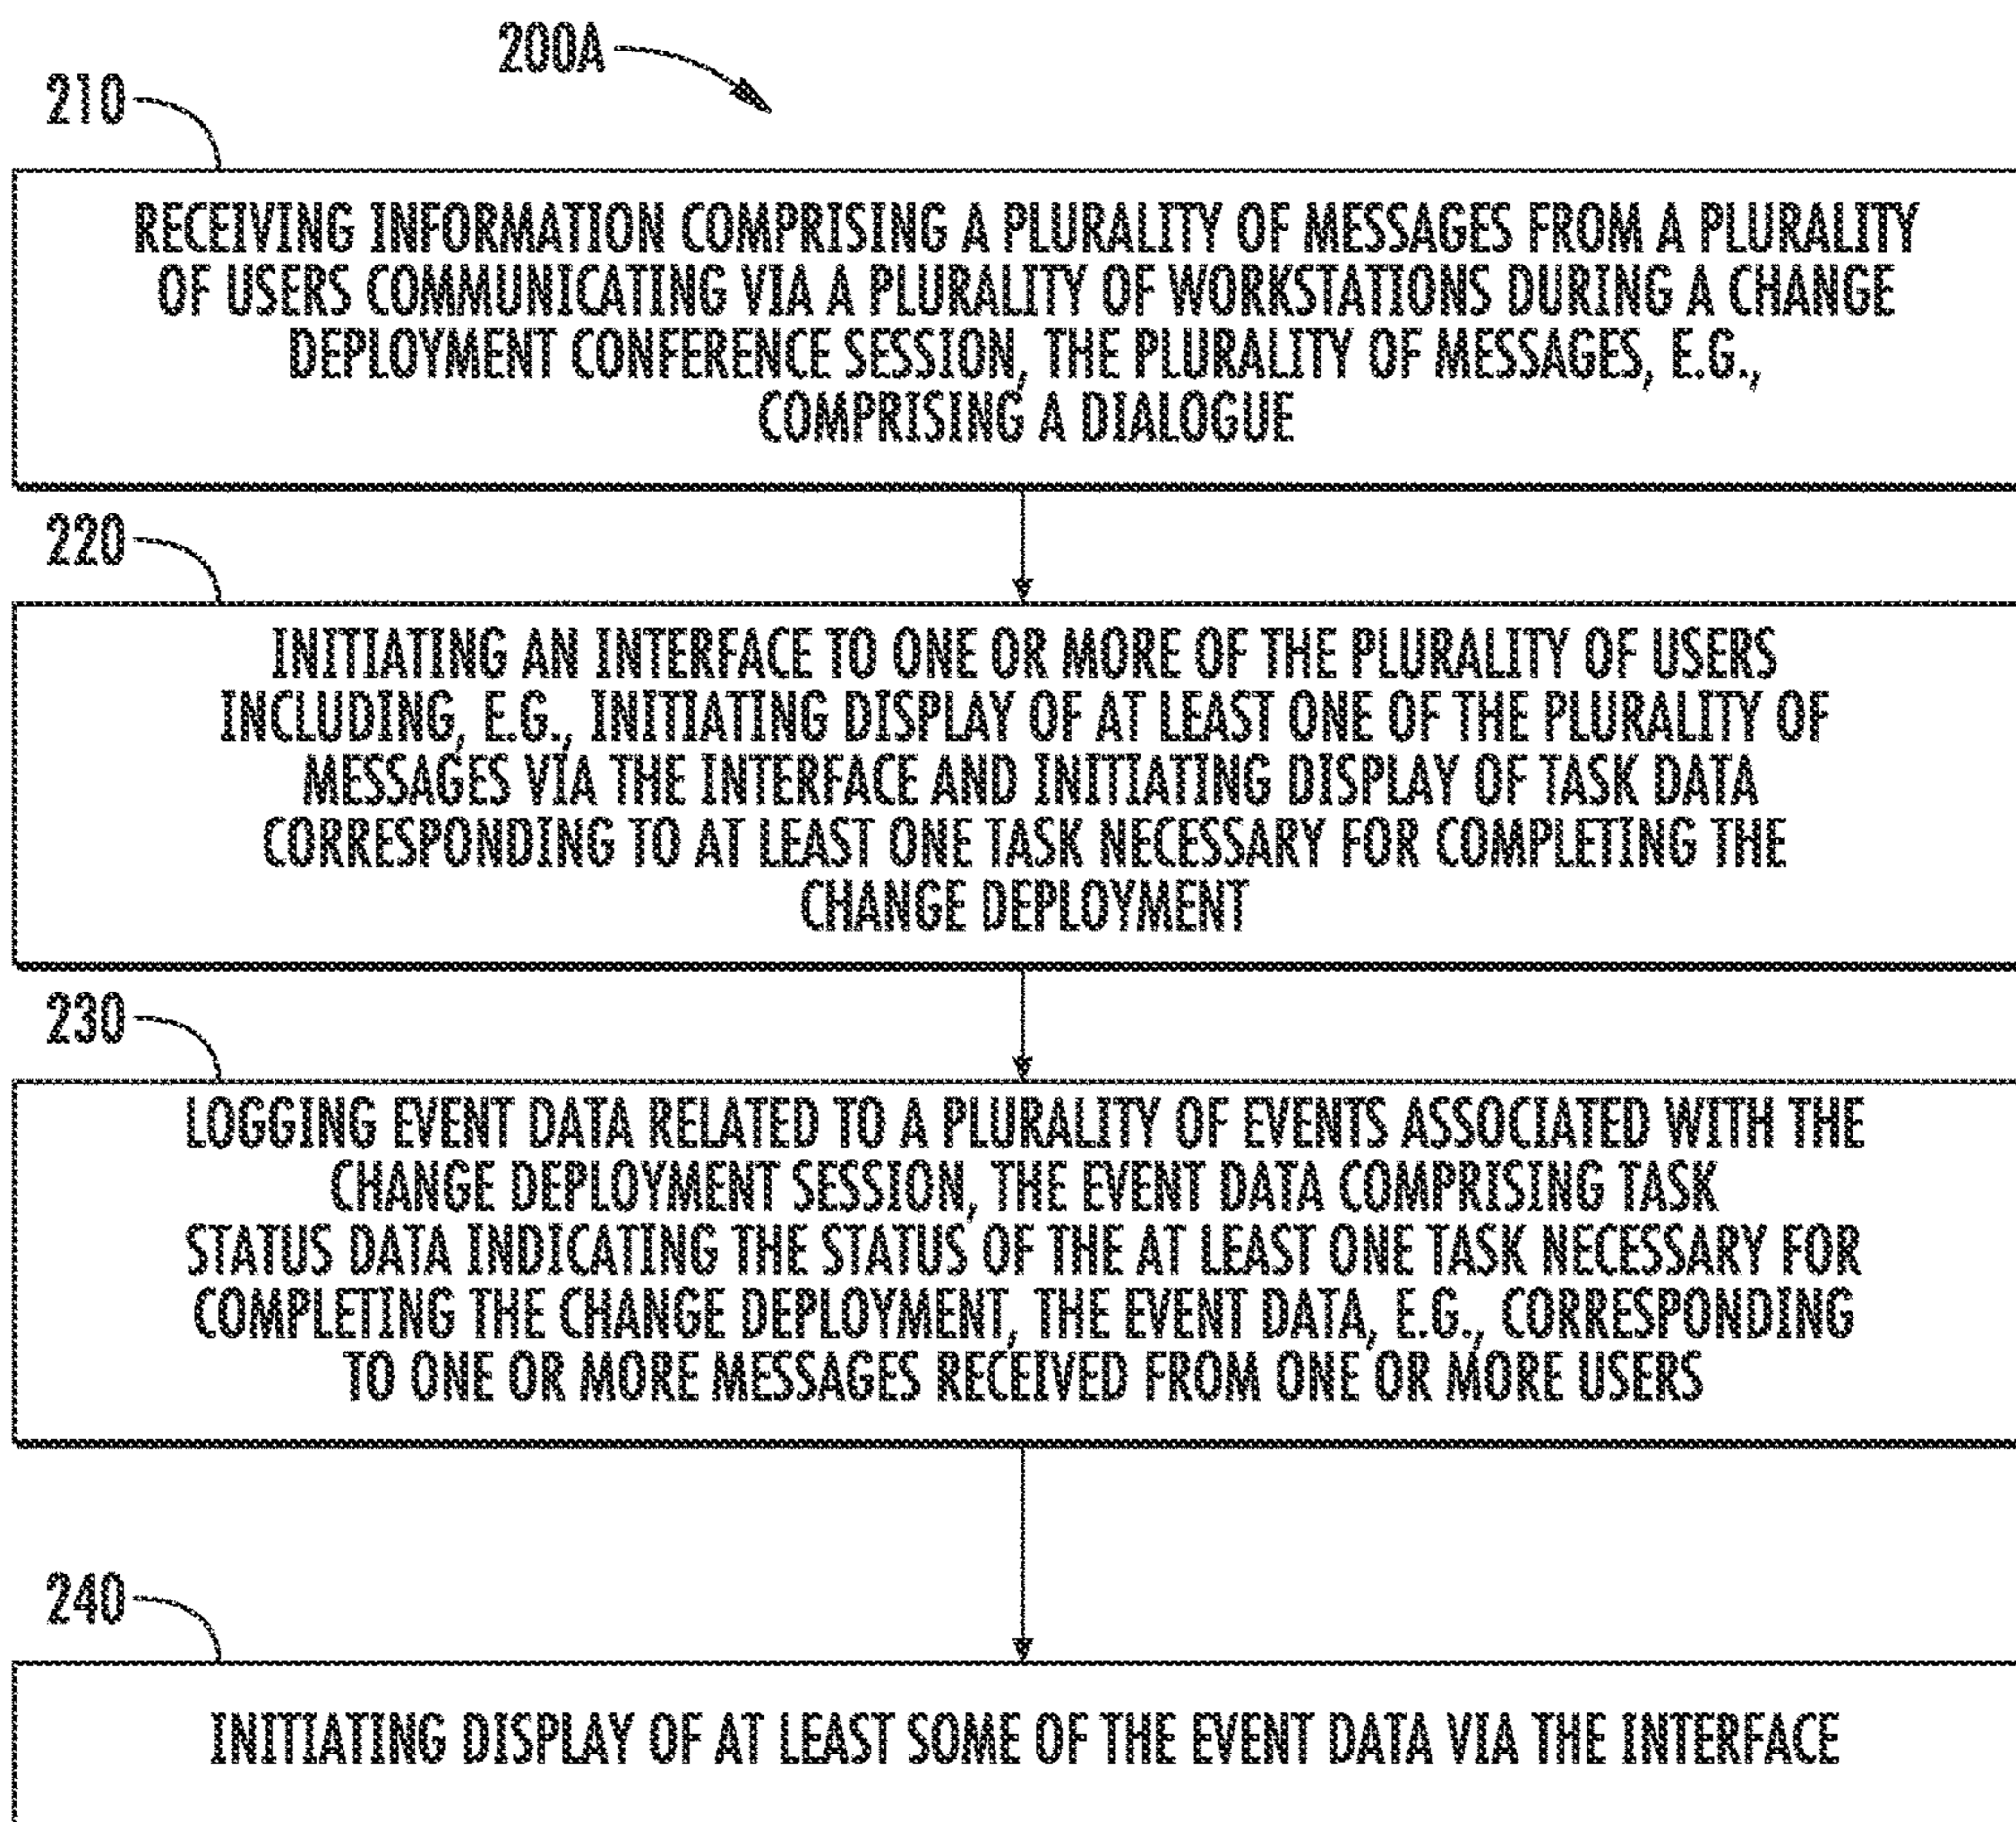 200A
210
RECEIVING INFORMATION COMPRISING A PLURALITY OF MESSAGES FROM A PLURALITY
OF USERS COMMUNICATING VIA A PLURALITY OF WORKSTATIONS DURING A CHANGE
DEPLOYMENT CONFERENCE SESSION, THE PLURALITY OF MESSAGES, E.G.,
COMPRISING A DIALOGUE
220
INITIATING AN INTERFACE TO ONE OR MORE OF THE PLURALITY OF USERS
INCLUDING, E.G., INITIATING DISPLAY OF AT LEAST ONE OF THE PLURALITY OF
MESSAGES VIA THE INTERFACE AND INITIATING DISPLAY OF TASK DATA
CORRESPONDING TO AT LEAST ONE TASK NECESSARY FOR COMPLETING THE
CHANGE DEPLOYMENT
230
LOGGING EVENT DATA RELATED TO A PLURALITY OF EVENTS ASSOCIATED WITH THE
CHANGE DEPLOYMENT SESSION, THE EVENT DATA COMPRISING TASK
STATUS DATA INDICATING THE STATUS OF THE AT LEAST ONE TASK NECESSARY FOR
COMPLETING THE CHANGE DEPLOYMENT, THE EVENT DATA, E.G., CORRESPONDING
TO ONE OR MORE MESSAGES RECEIVED FROM ONE OR MORE USERS
240
INITIATING DISPLAY OF AT LEAST SOME OF THE EVENT DATA VIA THE INTERFACE